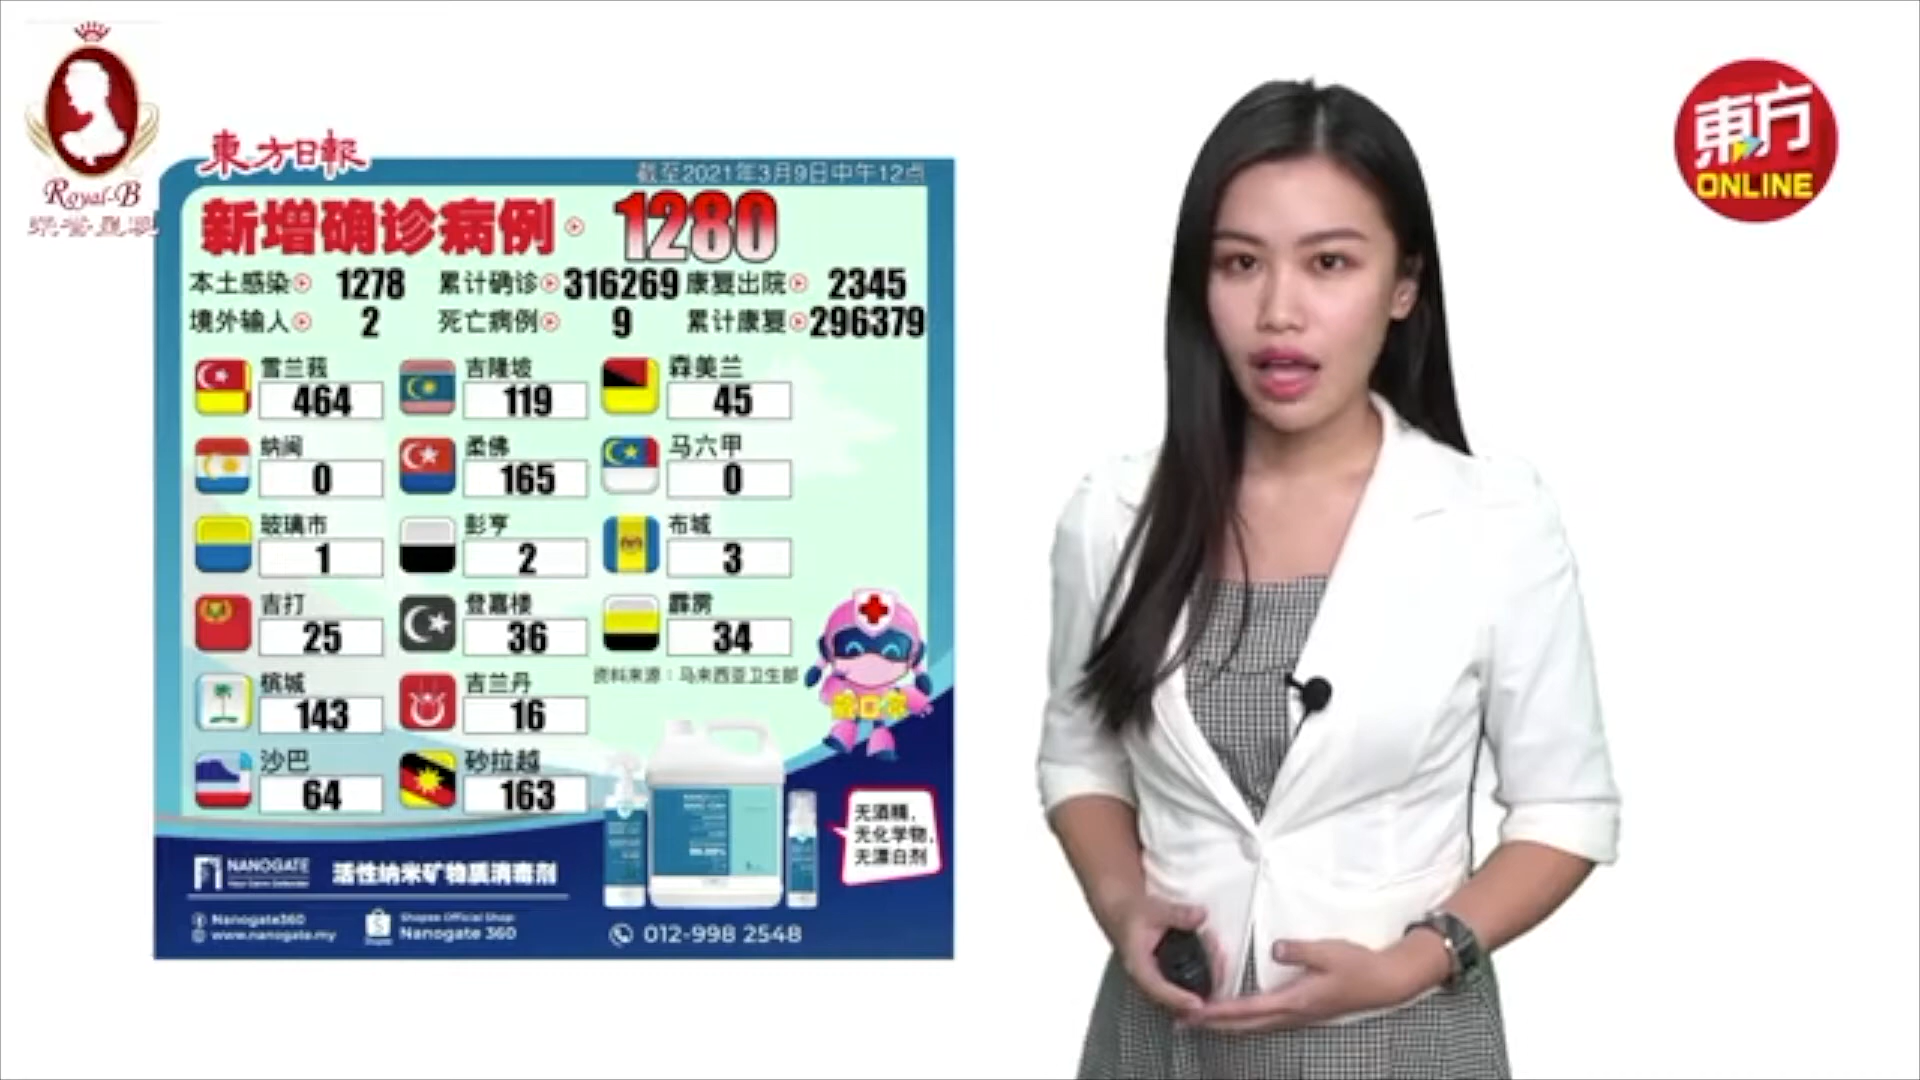 Royal-B
東方日報
截至2021年3月9日中午12点
新增确诊病例 1280
本土感染 1278 累计确诊 316269 康复出院 2345
境外输入 2 死亡病例 9 累计康复 296379
雪兰莪 吉隆坡 森美兰
464 119 45
纳闽 柔佛 马六甲
0 165 0
玻璃市 彭亨 布城
1 2 3
吉打 登嘉楼 霹雳
25 36 34
资料来源：马来西亚卫生部
槟城 吉兰丹
143 16
沙巴 砂拉越
64 163
无酒精，
无化学物，
无漂白剂
NANOGATE 活性纳米矿物质消毒剂
Nanogate360
www.nanogate.my
Shopee Official Shop
Nanogate 360
012-998 2548
東方
ONLINE